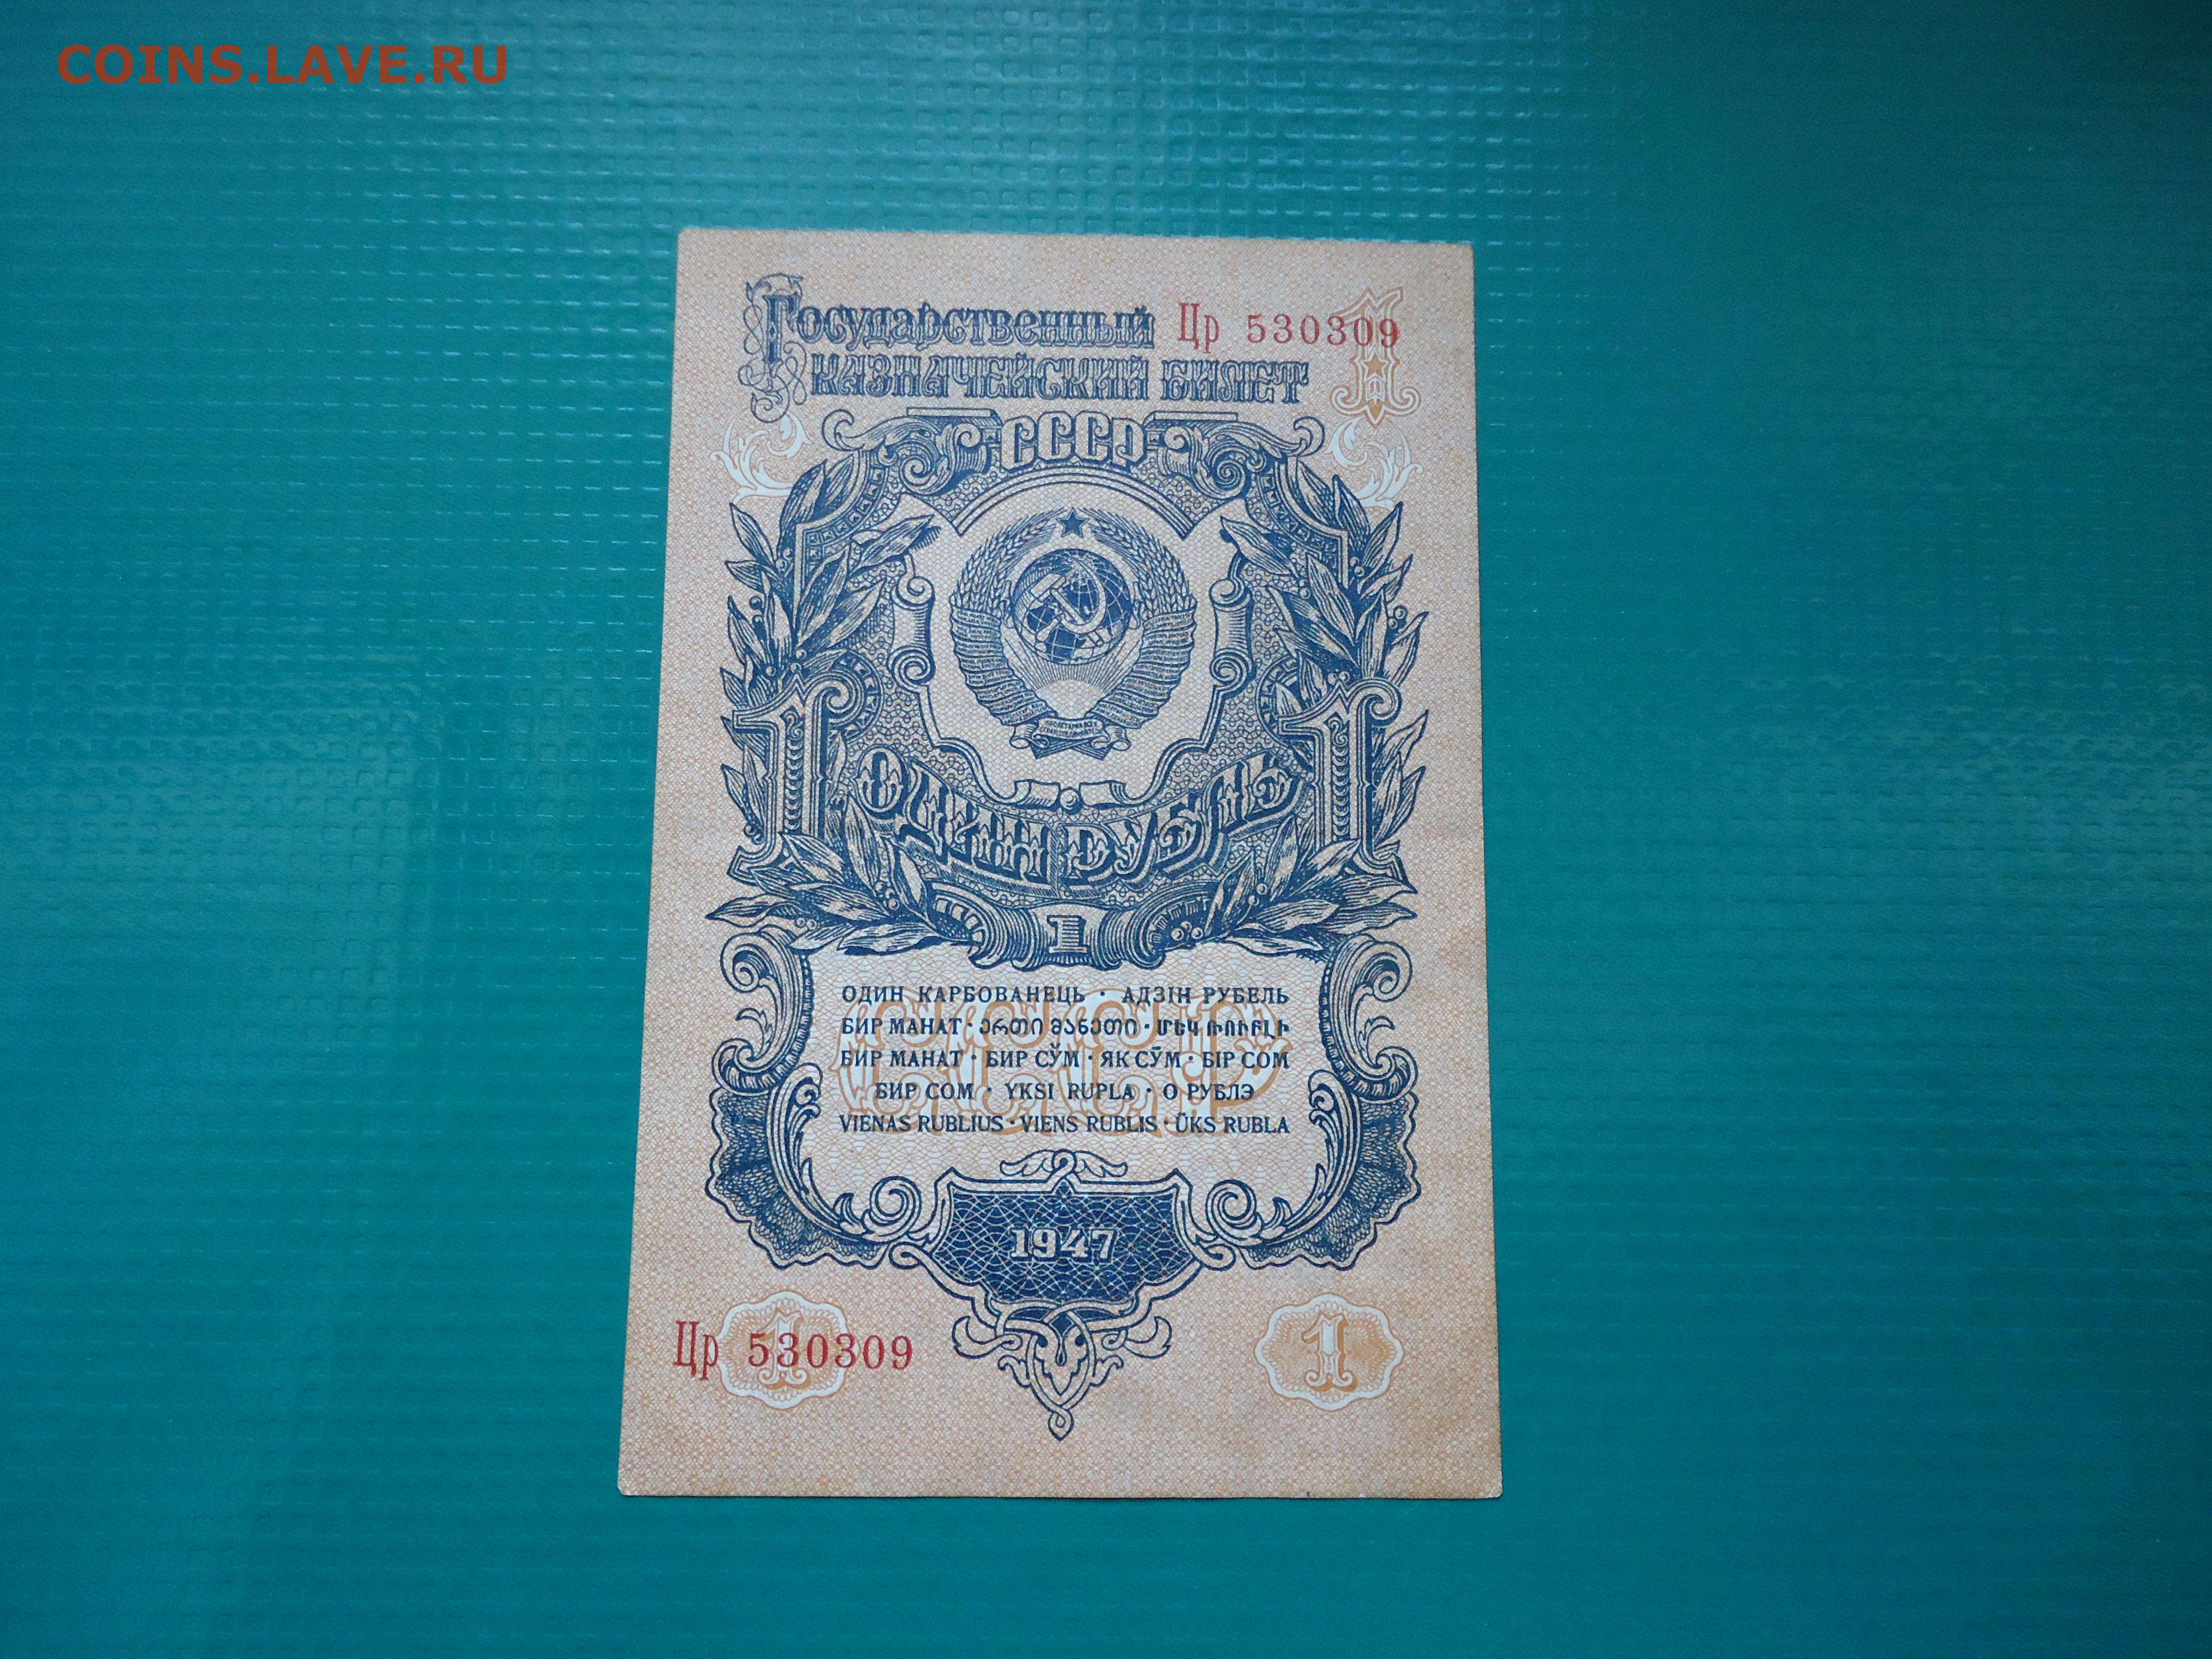 COINS.LAVE.RU
Государственный Цр 530309
казначейский билет
1
СССР
1 1
ОДИН РУБЛЬ
1
ОДИН КАРБОВАНЕЦЬ · АДЗІН РУБЕЛЬ
БИР МАНАТ · ერთი მანეთი · ՄԵԿ ՌՈՒԲԼԻ
БИР МАНАТ · БИР СЎМ · ЯК СӮМ · БІР СОМ
БИР СОМ · YKSI RUPLA · О РУБЛЭ
VIENAS RUBLIUS · VIENS RUBLIS · ÜKS RUBLA
1947
Цр 530309
1 1